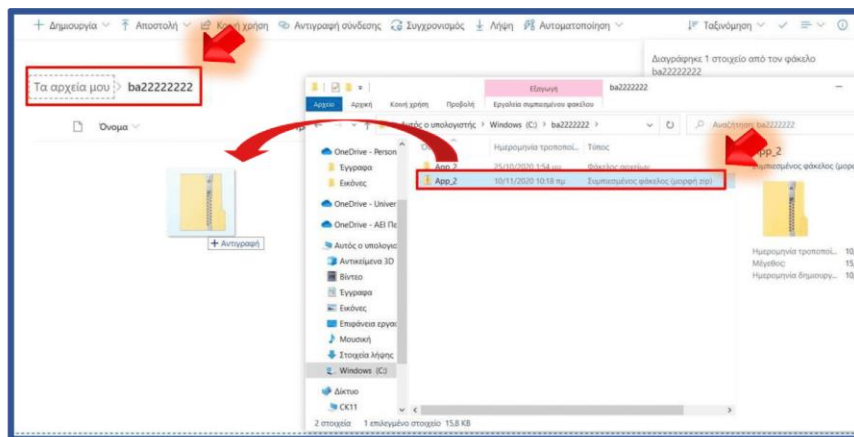 Δημιουργία Αποστολή Κοινή χρήση Αντιγραφή σύνδεσης Συγχρονισμός Λήψη Αυτοματοποίηση Ταξινόμηση
Διαγράφηκε 1 στοιχείο από τον φάκελο
ba22222222
Τα αρχεία μου > ba22222222
Όνομα
Αντιγραφή
Εξαγωγή ba2222222
Αρχείο Αρχική Κοινή χρήση Προβολή Εργαλεία συμπιεσμένου φακέλου
υπολογιστής > Windows (C:) > ba2222222 > Αναζήτηση ba2222222
Ημερομηνία τροποποί... Τύπος
App_2 25/10/2020 1:54 μμ Φάκελος αρχείων
App_2 10/11/2020 10:18 πμ Συμπιεσμένος φάκελος (μορφή zip)
OneDrive - Person
Έγγραφα
Εικόνες
OneDrive - Univer
OneDrive - ΑΕΙ Πε
Αυτός ο υπολογισ
Αντικείμενα 3D
Βίντεο
Έγγραφα
Εικόνες
Επιφάνεια εργασ
Μουσική
Στοιχεία λήψης
Windows (C:)
Δίκτυο
CK11
2 στοιχεία 1 επιλεγμένο στοιχείο 15,8 KB
App_2
Συμπιεσμένος φάκελος (μορφ
Ημερομηνία τροποποί... 10,
Μέγεθος: 15,
Ημερομηνία δημιουργ... 10,